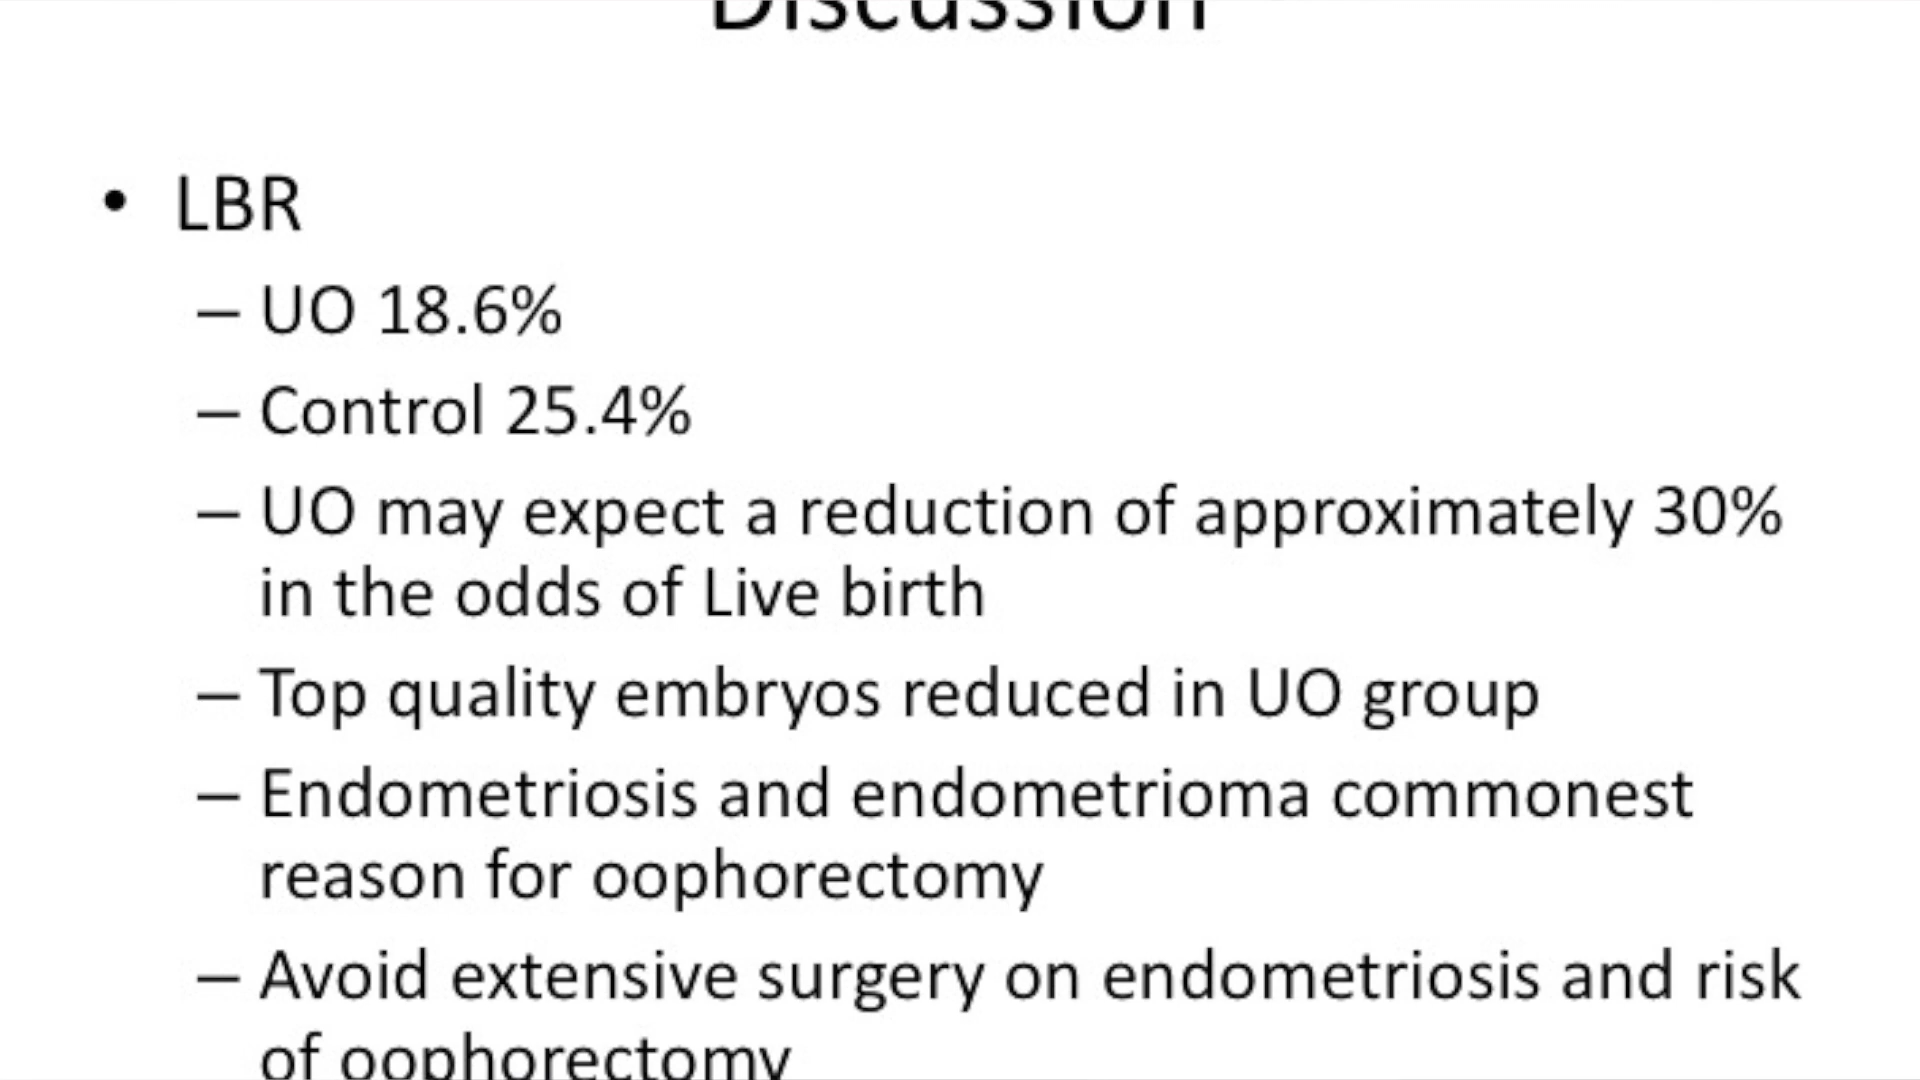 Discussion
• LBR
– UO 18.6%
– Control 25.4%
– UO may expect a reduction of approximately 30%
in the odds of Live birth
– Top quality embryos reduced in UO group
– Endometriosis and endometrioma commonest
reason for oophorectomy
– Avoid extensive surgery on endometriosis and risk
of oophorectomy